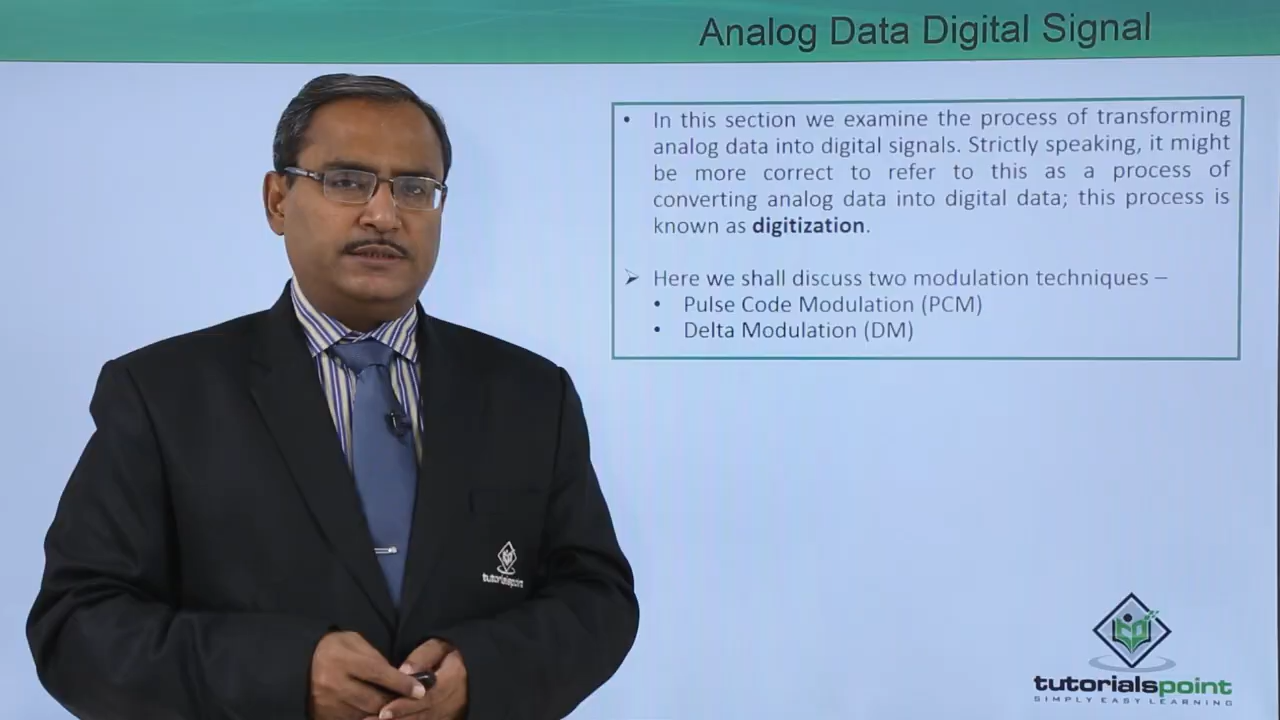 Analog Data Digital Signal
• In this section we examine the process of transforming
analog data into digital signals. Strictly speaking, it might
be more correct to refer to this as a process of
converting analog data into digital data; this process is
known as digitization.
➢ Here we shall discuss two modulation techniques –
• Pulse Code Modulation (PCM)
• Delta Modulation (DM)
tutorialspoint
tutorialspoint
SIMPLY EASY LEARNING